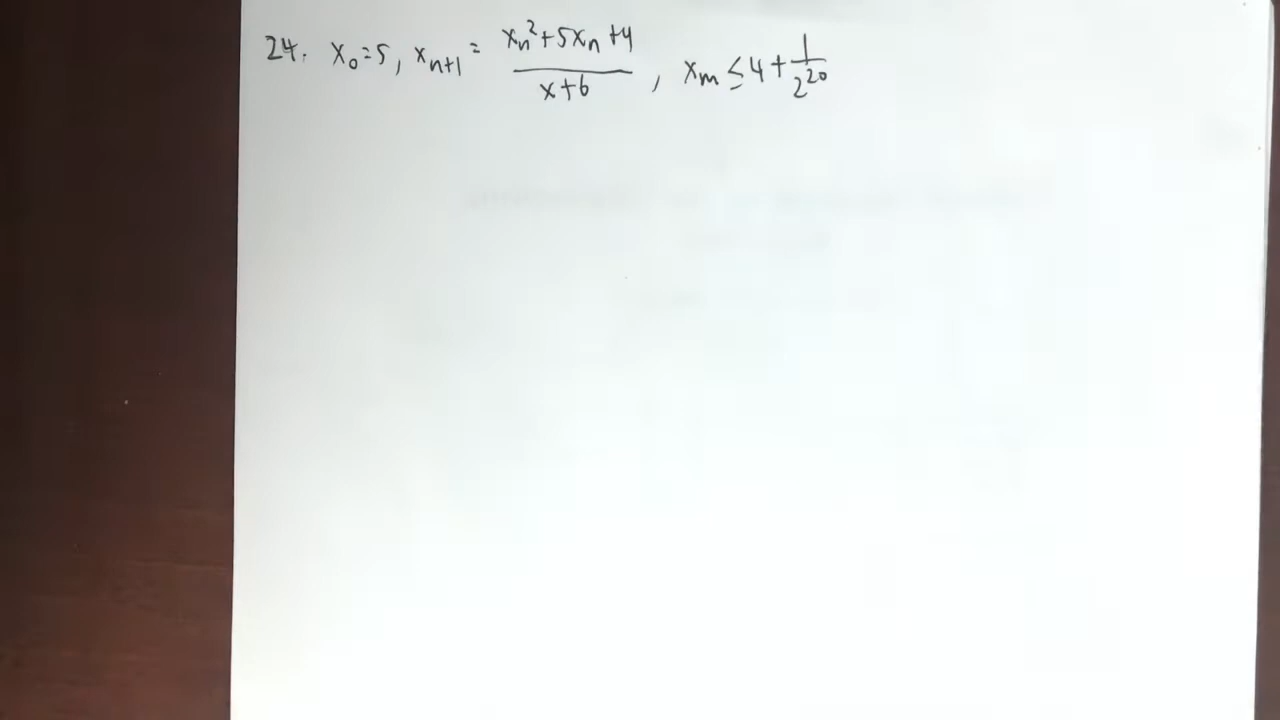 24. x₀=5, xₙ₊₁ = (xₙ²+5xₙ+4)/(x+6), xₘ ≤ 4 + 1/2²⁰